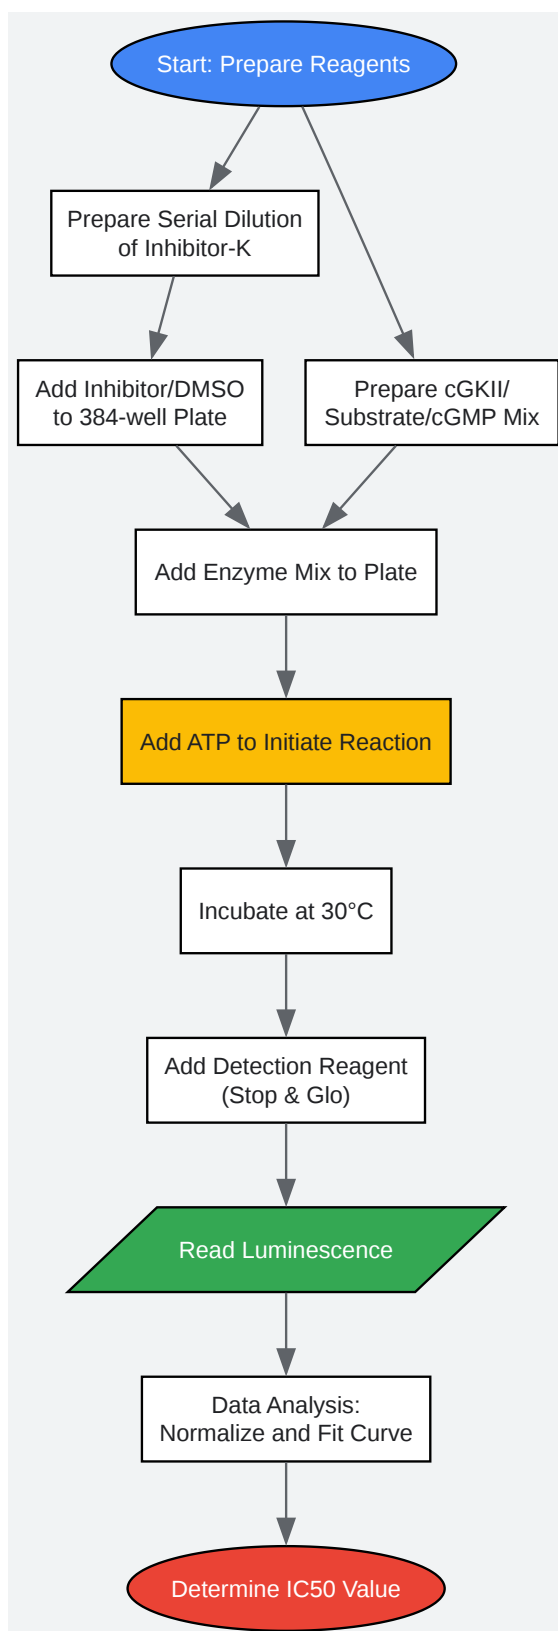 Start: Prepare Reagents
Prepare Serial Dilution
of Inhibitor-K
Add Inhibitor/DMSO
to 384-well Plate
Prepare cGKII/
Substrate/cGMP Mix
Add Enzyme Mix to Plate
Add ATP to Initiate Reaction
Incubate at 30°C
Add Detection Reagent
(Stop & Glo)
Read Luminescence
Data Analysis:
Normalize and Fit Curve
Determine IC50 Value